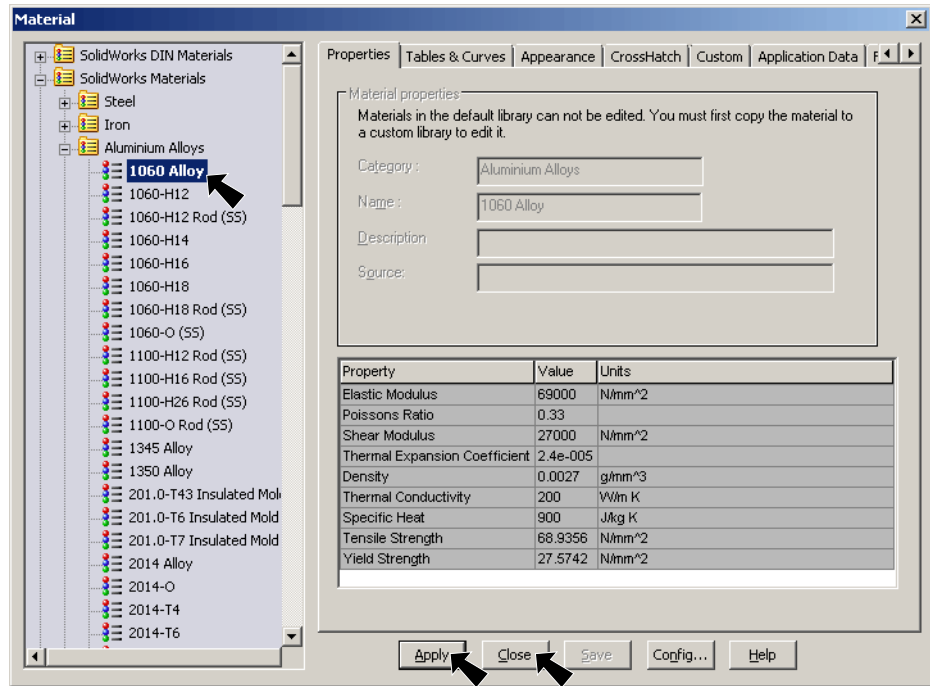 Material
SolidWorks DIN Materials
SolidWorks Materials
Steel
Iron
Aluminium Alloys
1060 Alloy
1060-H12
1060-H12 Rod (SS)
1060-H14
1060-H16
1060-H18
1060-H18 Rod (SS)
1060-O (SS)
1100-H12 Rod (SS)
1100-H16 Rod (SS)
1100-H26 Rod (SS)
1100-O Rod (SS)
1345 Alloy
1350 Alloy
201.0-T43 Insulated Mol
201.0-T6 Insulated Mold
201.0-T7 Insulated Mold
2014 Alloy
2014-O
2014-T4
2014-T6
Properties Tables & Curves Appearance CrossHatch Custom Application Data F
Material properties
Materials in the default library can not be edited. You must first copy the material to
a custom library to edit it.
Category : Aluminium Alloys
Name : 1060 Alloy
Description
Source:
Property Value Units
Elastic Modulus 69000 N/mm^2
Poissons Ratio 0.33
Shear Modulus 27000 N/mm^2
Thermal Expansion Coefficient 2.4e-005
Density 0.0027 g/mm^3
Thermal Conductivity 200 W/m K
Specific Heat 900 J/kg K
Tensile Strength 68.9356 N/mm^2
Yield Strength 27.5742 N/mm^2
Apply Close Save Config... Help